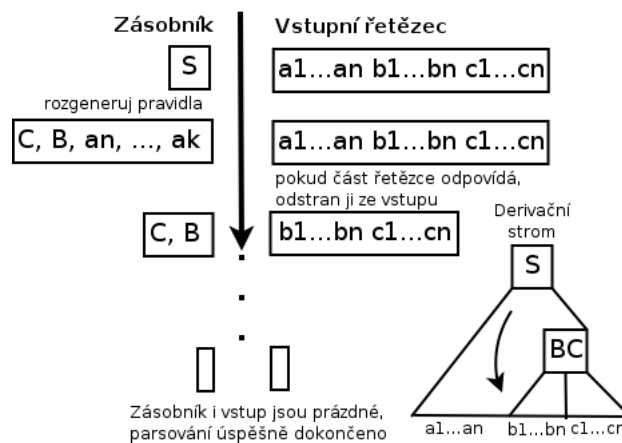 Zásobník
Vstupní řetězec
S
a1...an b1...bn c1...cn
rozgeneruj pravidla
C, B, an, ..., ak
a1...an b1...bn c1...cn
pokud část řetězce odpovídá,
odstran ji ze vstupu
C, B
b1...bn c1...cn
Derivační
strom
S
BC
a1...an
b1...bn
c1...cn
Zásobník i vstup jsou prázdné,
parsování úspěšně dokončeno